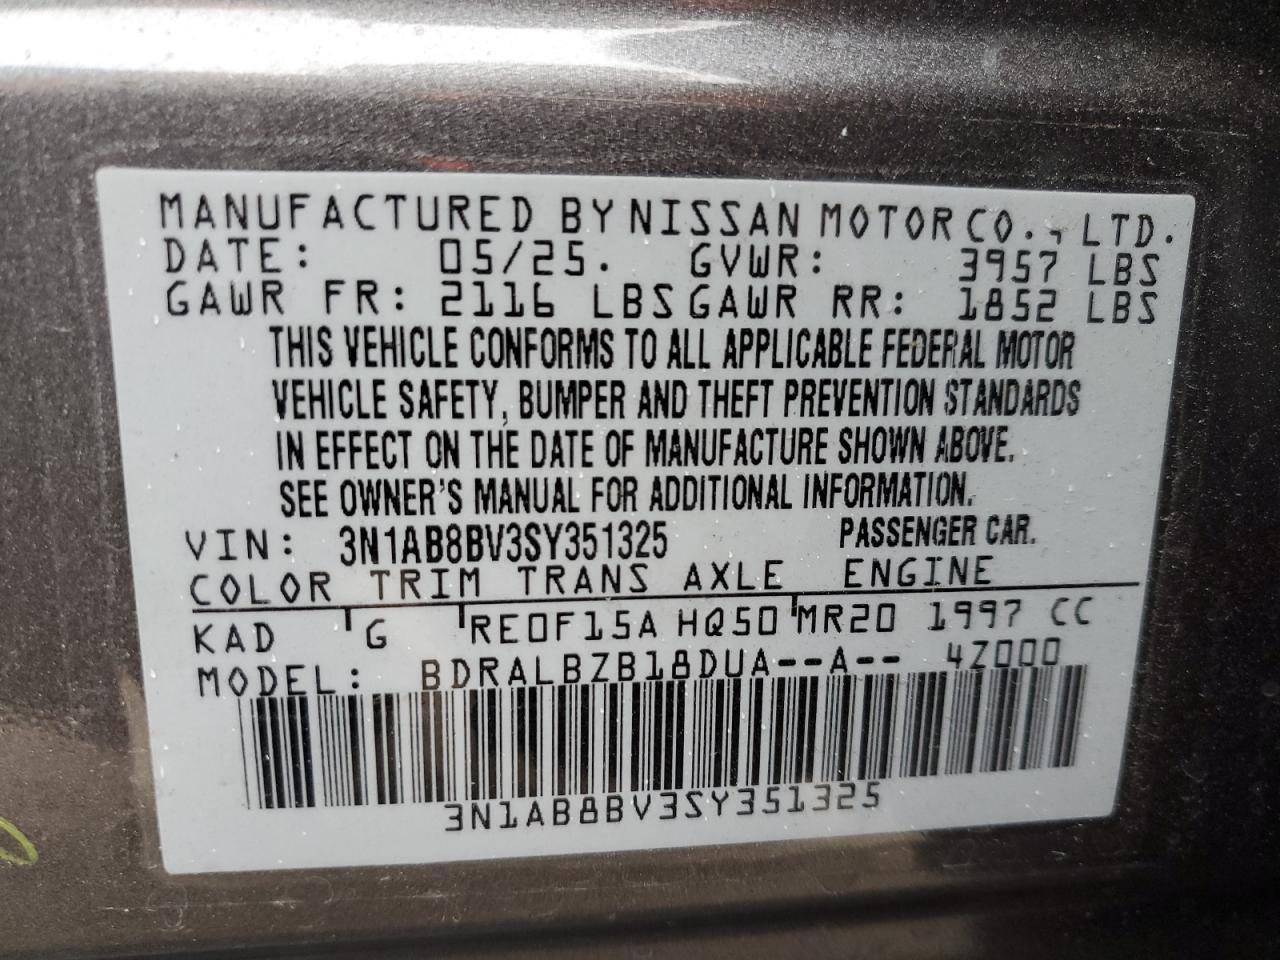 MANUFACTURED BY NISSAN MOTOR CO., LTD.
DATE: 05/25. GVWR: 3957 LBS
GAWR FR: 2116 LBS GAWR RR: 1852 LBS
THIS VEHICLE CONFORMS TO ALL APPLICABLE FEDERAL MOTOR
VEHICLE SAFETY, BUMPER AND THEFT PREVENTION STANDARDS
IN EFFECT ON THE DATE OF MANUFACTURE SHOWN ABOVE.
SEE OWNER'S MANUAL FOR ADDITIONAL INFORMATION.
VIN: 3N1AB8BV3SY351325 PASSENGER CAR.
COLOR TRIM TRANS AXLE ENGINE
KAD G RE0F15A HQ50 MR20 1997 CC
MODEL: BDRALBZB18DUA--A-- 4Z000
3N1AB8BV3SY351325